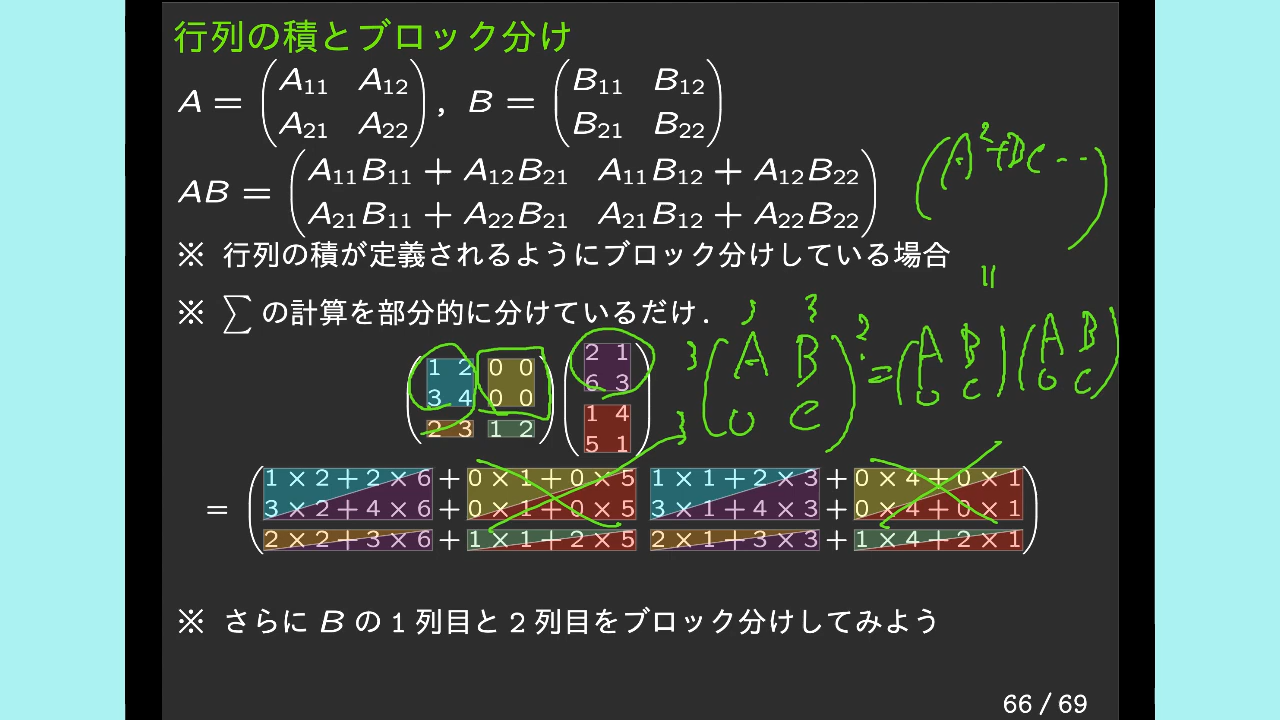 行列の積とブロック分け
A = (A₁₁ A₁₂
A₂₁ A₂₂), B = (B₁₁ B₁₂
B₂₁ B₂₂)
AB = (A₁₁B₁₁ + A₁₂B₂₁ A₁₁B₁₂ + A₁₂B₂₂
A₂₁B₁₁ + A₂₂B₂₁ A₂₁B₁₂ + A₂₂B₂₂)
(A²+BC ---)
※ 行列の積が定義されるようにブロック分けしている場合
=
※ ∑ の計算を部分的に分けているだけ.
(A B
0 C)² = (A B
0 C)(A B
0 C)
(1 2 0 0
3 4 0 0
2 3 1 2)
(2 1
6 3
1 4
5 1)
= (1 × 2 + 2 × 6 + 0 × 1 + 0 × 5 1 × 1 + 2 × 3 + 0 × 4 + 0 × 1
3 × 2 + 4 × 6 + 0 × 1 + 0 × 5 3 × 1 + 4 × 3 + 0 × 4 + 0 × 1
2 × 2 + 3 × 6 + 1 × 1 + 2 × 5 2 × 1 + 3 × 3 + 1 × 4 + 2 × 1)
※ さらに B の 1 列目と 2 列目をブロック分けしてみよう
66 / 69